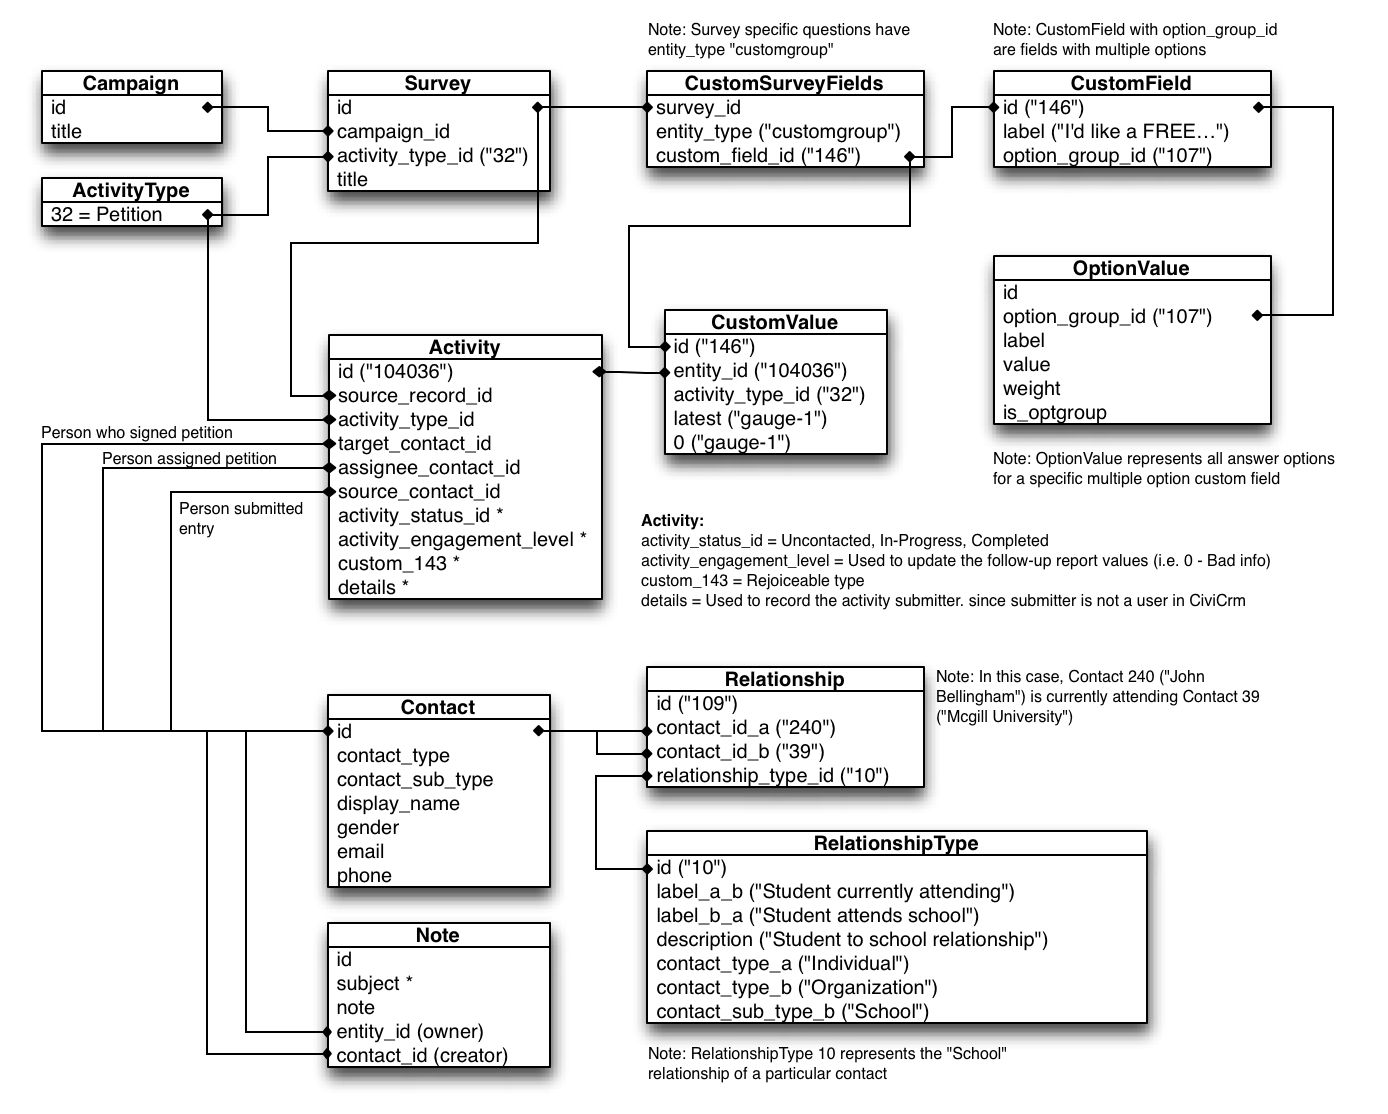 Note: Survey specific questions have
entity_type "customgroup"
Note: CustomField with option_group_id
are fields with multiple options
Campaign
id
title
Survey
id
campaign_id
activity_type_id ("32")
title
CustomSurveyFields
survey_id
entity_type ("customgroup")
custom_field_id ("146")
CustomField
id ("146")
label ("I'd like a FREE…")
option_group_id ("107")
ActivityType
32 = Petition
OptionValue
id
option_group_id ("107")
label
value
weight
is_optgroup
Note: OptionValue represents all answer options
for a specific multiple option custom field
CustomValue
id ("146")
entity_id ("104036")
activity_type_id ("32")
latest ("gauge-1")
0 ("gauge-1")
Activity
id ("104036")
source_record_id
activity_type_id
target_contact_id
assignee_contact_id
source_contact_id
activity_status_id *
activity_engagement_level *
custom_143 *
details *
Person who signed petition
Person assigned petition
Person submitted
entry
Activity:
activity_status_id = Uncontacted, In-Progress, Completed
activity_engagement_level = Used to update the follow-up report values (i.e. 0 - Bad info)
custom_143 = Rejoiceable type
details = Used to record the activity submitter. since submitter is not a user in CiviCrm
Contact
id
contact_type
contact_sub_type
display_name
gender
email
phone
Relationship
id ("109")
contact_id_a ("240")
contact_id_b ("39")
relationship_type_id ("10")
Note: In this case, Contact 240 ("John
Bellingham") is currently attending Contact 39
("Mcgill University")
RelationshipType
id ("10")
label_a_b ("Student currently attending")
label_b_a ("Student attends school")
description ("Student to school relationship")
contact_type_a ("Individual")
contact_type_b ("Organization")
contact_sub_type_b ("School")
Note: RelationshipType 10 represents the "School"
relationship of a particular contact
Note
id
subject *
note
entity_id (owner)
contact_id (creator)